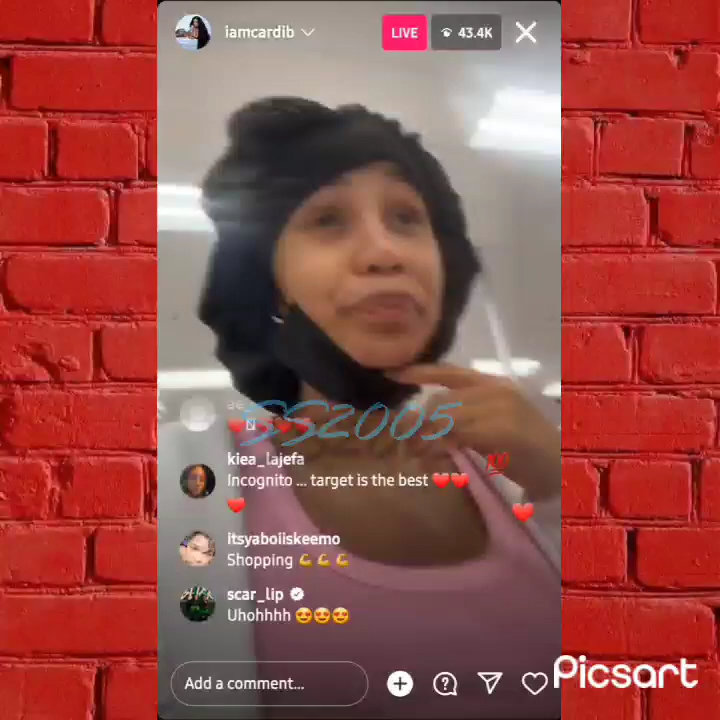 iamcardib
LIVE
43.4K
SS2005
kiea_lajefa
Incognito ... target is the best ❤️❤️
❤️
💯
itsyaboiiskeemo
Shopping 💪💪💪
scar_lip
Uhohhhh 😍😍😍
Add a comment...
Picsart